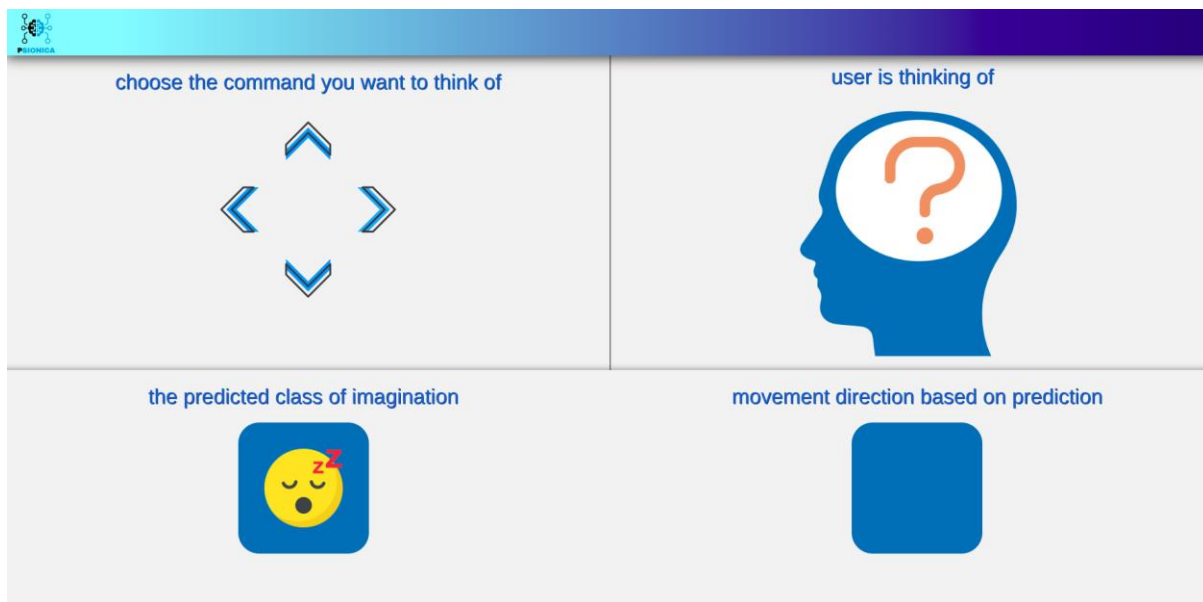 PSIONICA
choose the command you want to think of
user is thinking of
?
the predicted class of imagination
zZ
movement direction based on prediction